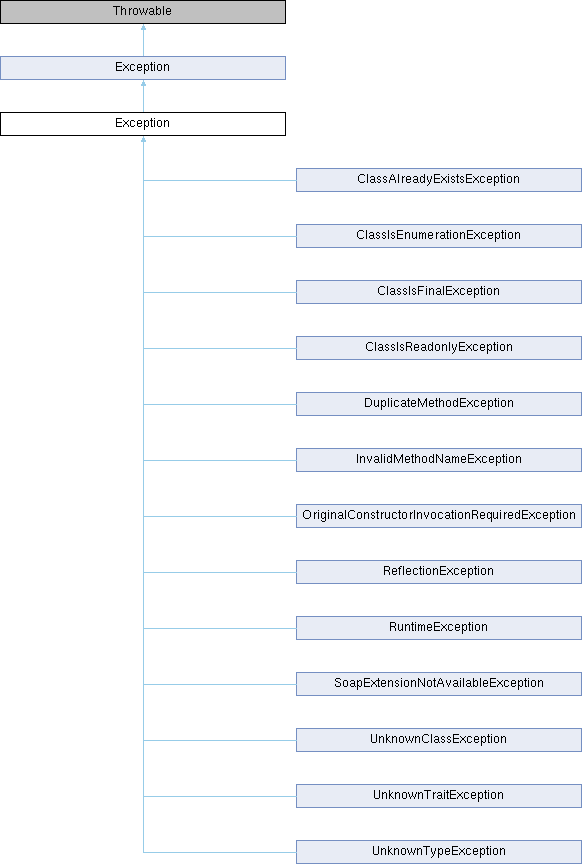 Throwable
Exception
Exception
ClassAlreadyExistsException
ClassIsEnumerationException
ClassIsFinalException
ClassIsReadonlyException
DuplicateMethodException
InvalidMethodNameException
OriginalConstructorInvocationRequiredException
ReflectionException
RuntimeException
SoapExtensionNotAvailableException
UnknownClassException
UnknownTraitException
UnknownTypeException